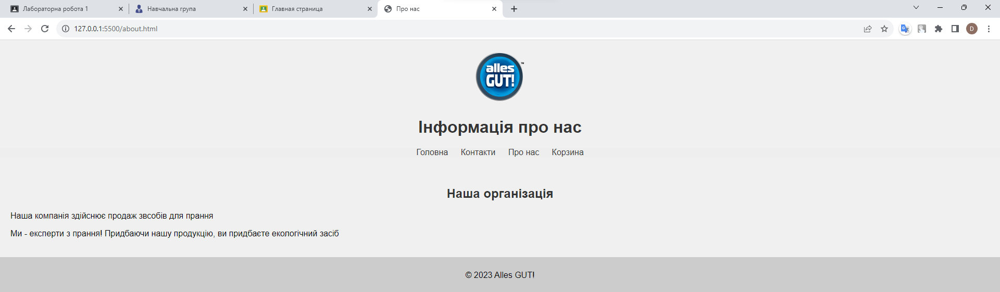 Лабораторна робота 1
Навчальна група
Главная страница
Про нас
127.0.0.1:5500/about.html
D
alles
GUT!
™
Інформація про нас
Головна Контакти Про нас Корзина
Наша організація
Наша компанія здійснює продаж звсобів для прання
Ми - експерти з прання! Придбаючи нашу продукцію, ви придбаєте екологічний засіб
© 2023 Alles GUT!